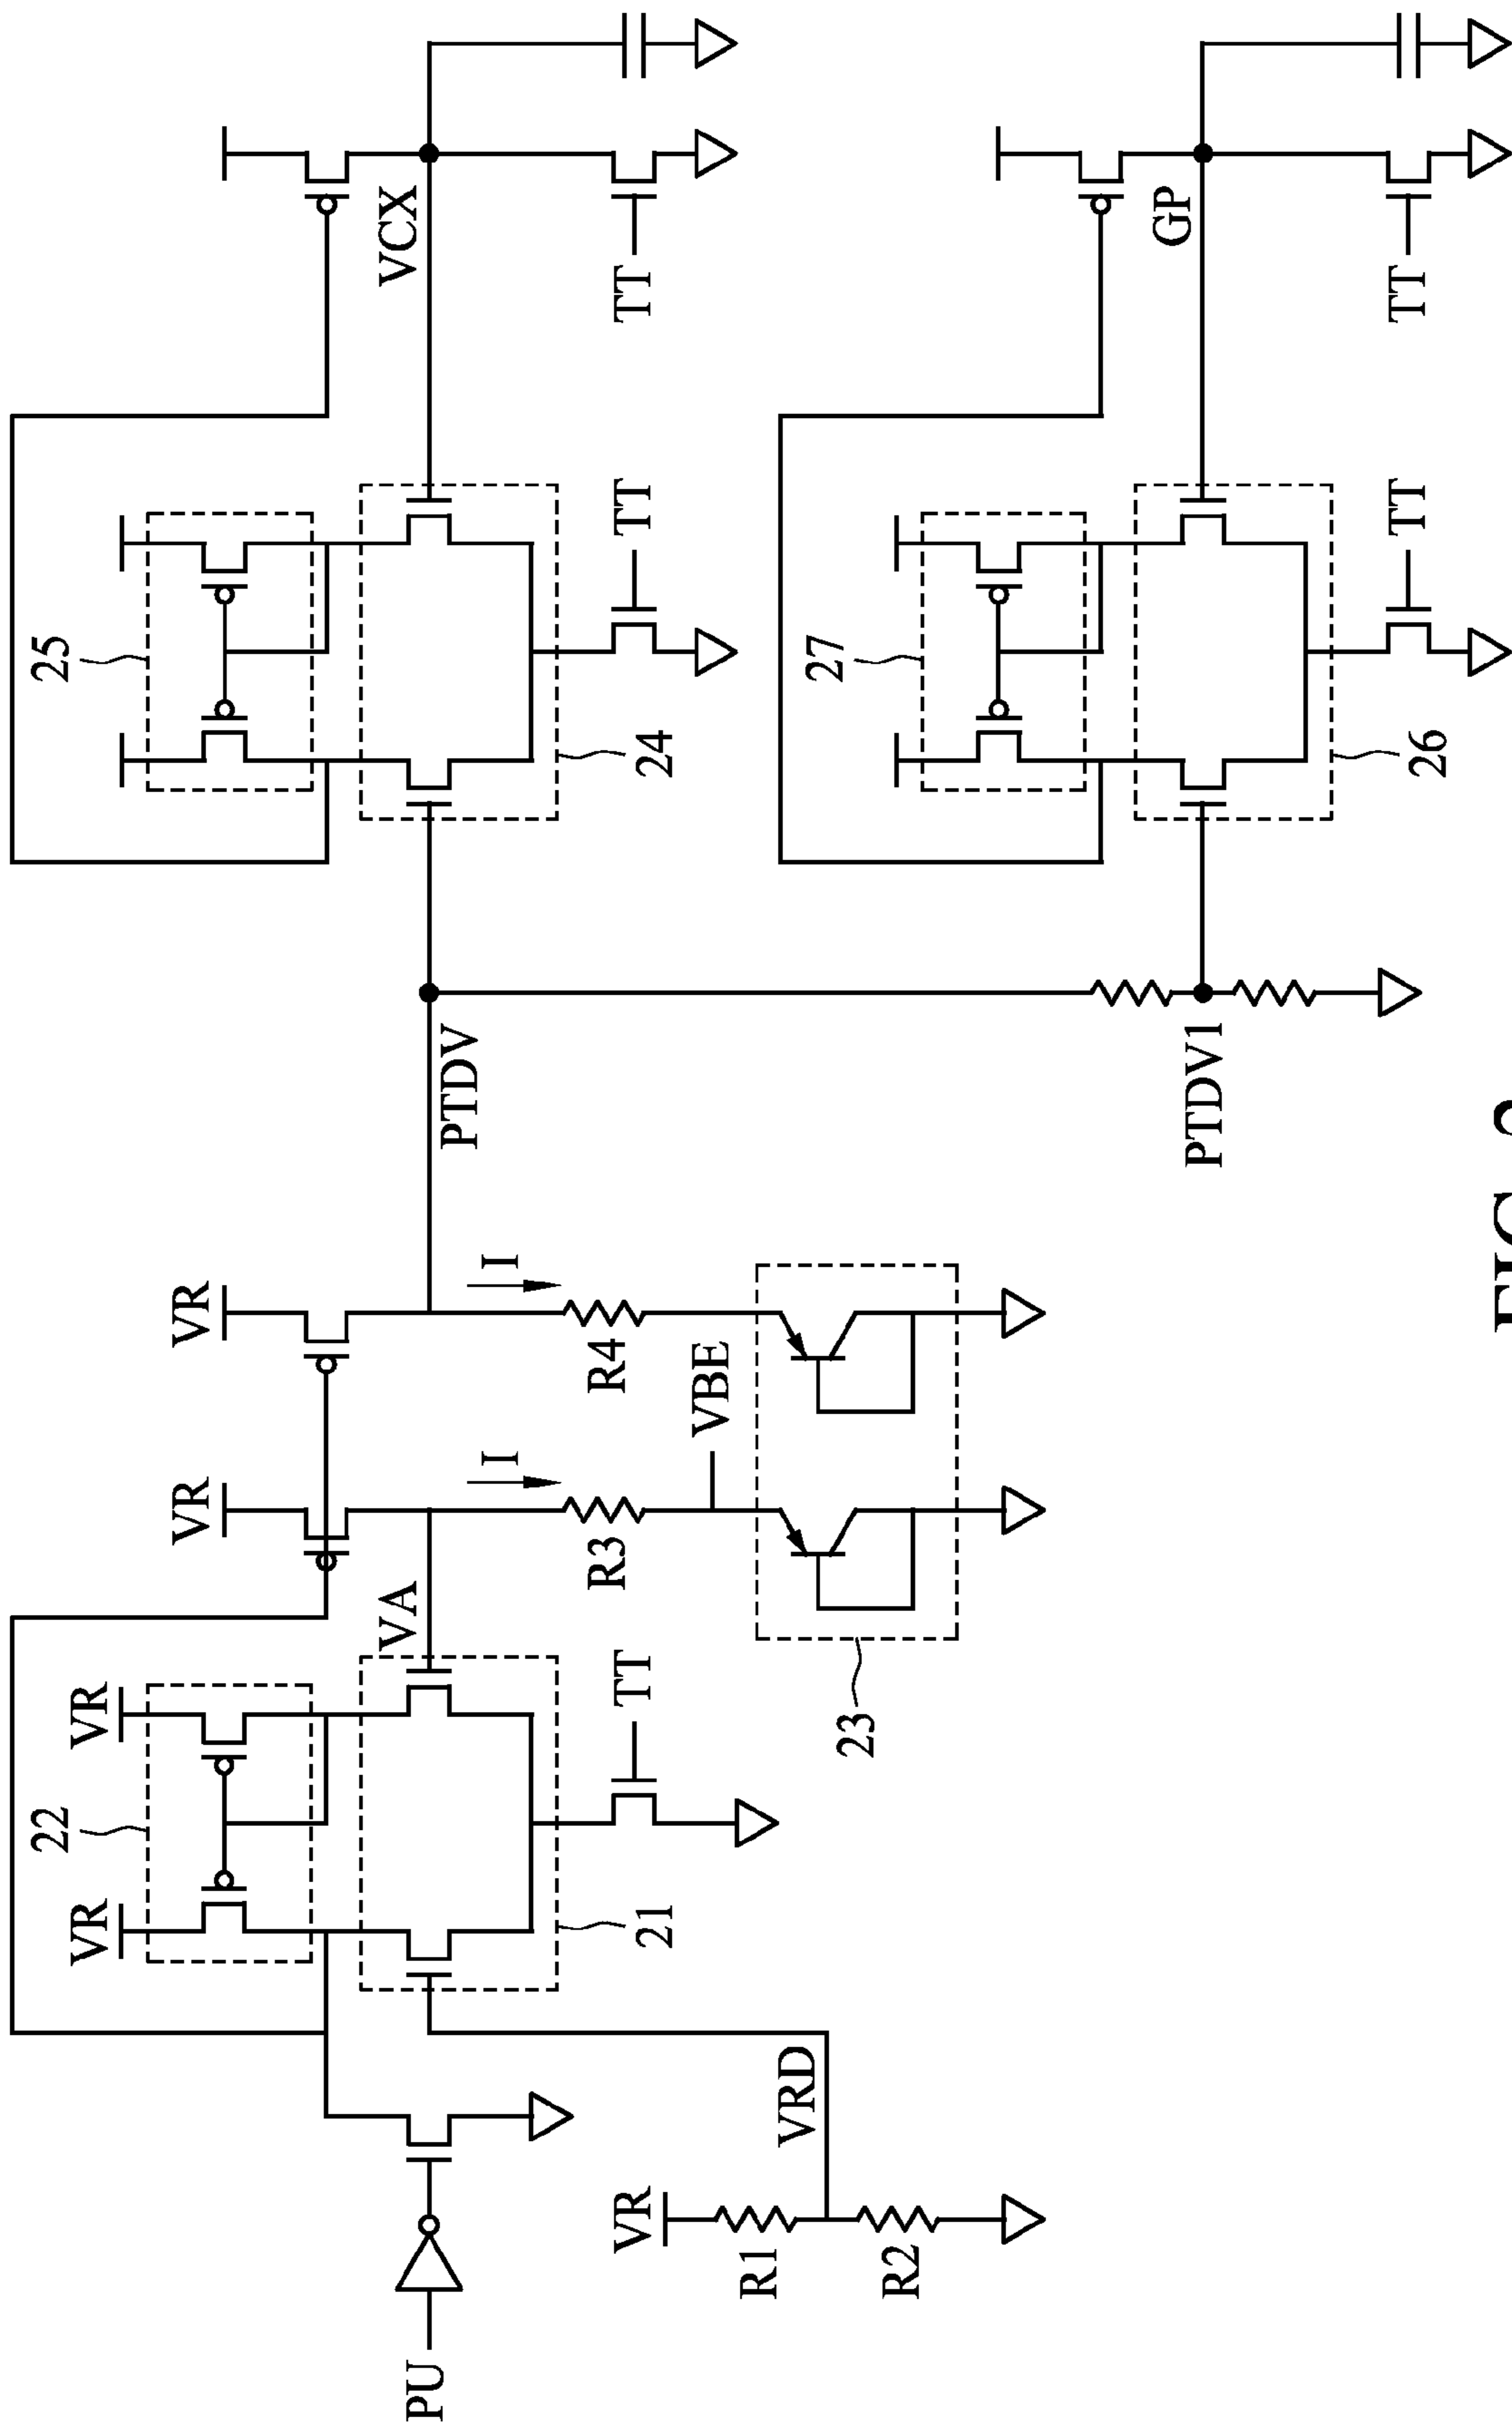 22
25
VR
VR
VR
VR
VA
VCX
PU
PTDV
I
I
R3
R4
VR
TT
TT
TT
21
24
VBE
R1
VRD
27
23
R2
GP
PTDV1
TT
TT
26
FIG.